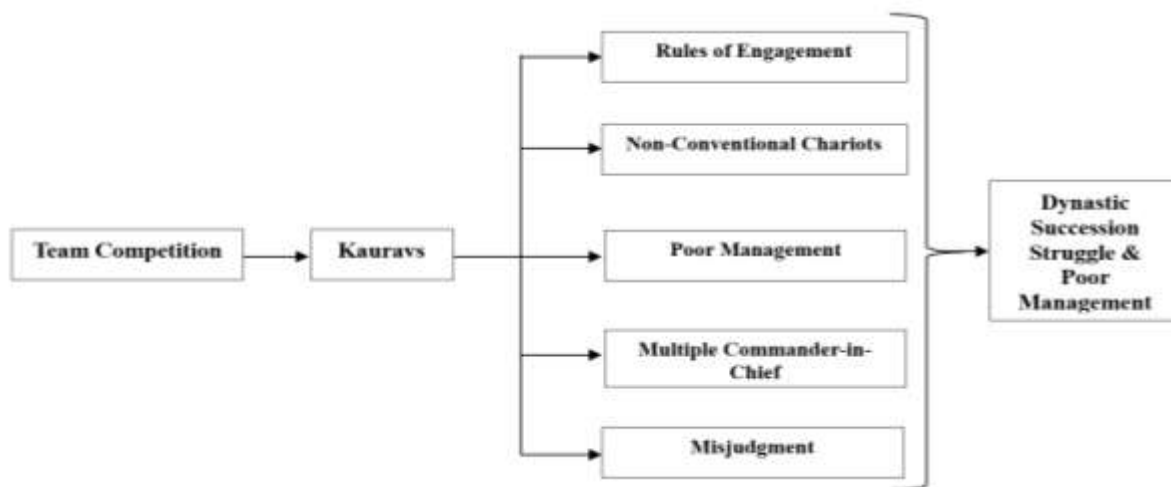 Team Competition
Kauravs
Rules of Engagement
Non-Conventional Chariots
Poor Management
Multiple Commander-in-
Chief
Misjudgment
Dynastic
Succession
Struggle &
Poor
Management